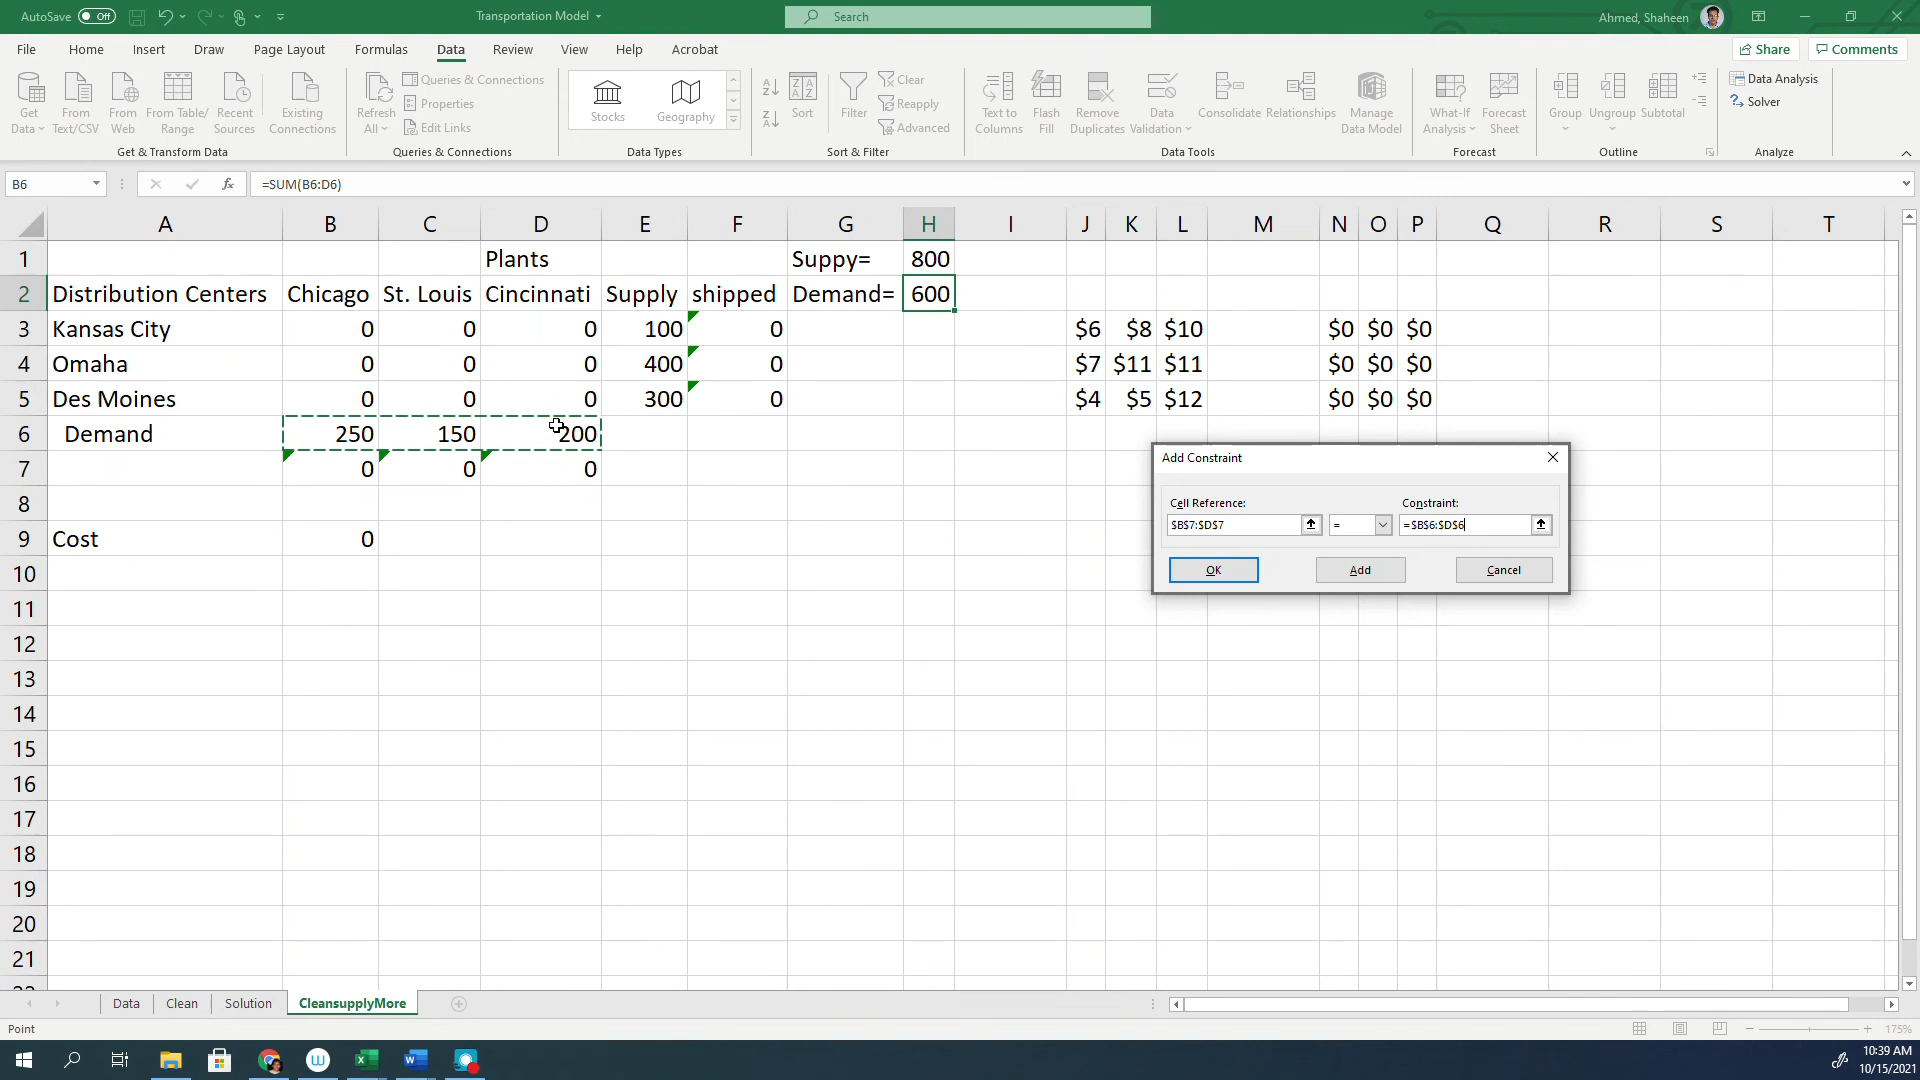 AutoSave Off
Transportation Model
Search
Ahmed, Shaheen
File Home Insert Draw Page Layout Formulas Data Review View Help Acrobat
Share Comments
Get Data
From Text/CSV
From Web
From Table/ Range
Recent Sources
Existing Connections
Get & Transform Data
Refresh All
Queries & Connections
Properties
Edit Links
Queries & Connections
Stocks
Geography
Data Types
Sort
Filter
Clear
Reapply
Advanced
Sort & Filter
Text to Columns
Flash Fill
Remove Duplicates
Data Validation
Consolidate
Relationships
Manage Data Model
Data Tools
What-If Analysis
Forecast Sheet
Forecast
Group
Ungroup
Subtotal
Outline
Data Analysis
Solver
Analyze
B6 fx =SUM(B6:D6)
A B C D E F G H I J K L M N O P Q R S T
1 Plants Suppy= 800
2 Distribution Centers Chicago St. Louis Cincinnati Supply shipped Demand= 600
3 Kansas City 0 0 0 100 0 $6 $8 $10 $0 $0 $0
4 Omaha 0 0 0 400 0 $7 $11 $11 $0 $0 $0
5 Des Moines 0 0 0 300 0 $4 $5 $12 $0 $0 $0
6 Demand 250 150 200
7 0 0 0
8
9 Cost 0
10
11
12
13
14
15
16
17
18
19
20
21
Add Constraint
Cell Reference: Constraint:
$B$7:$D$7 = =$B$6:$D$6
OK Add Cancel
Data Clean Solution CleansupplyMore
Point
175%
10:39 AM
10/15/2021